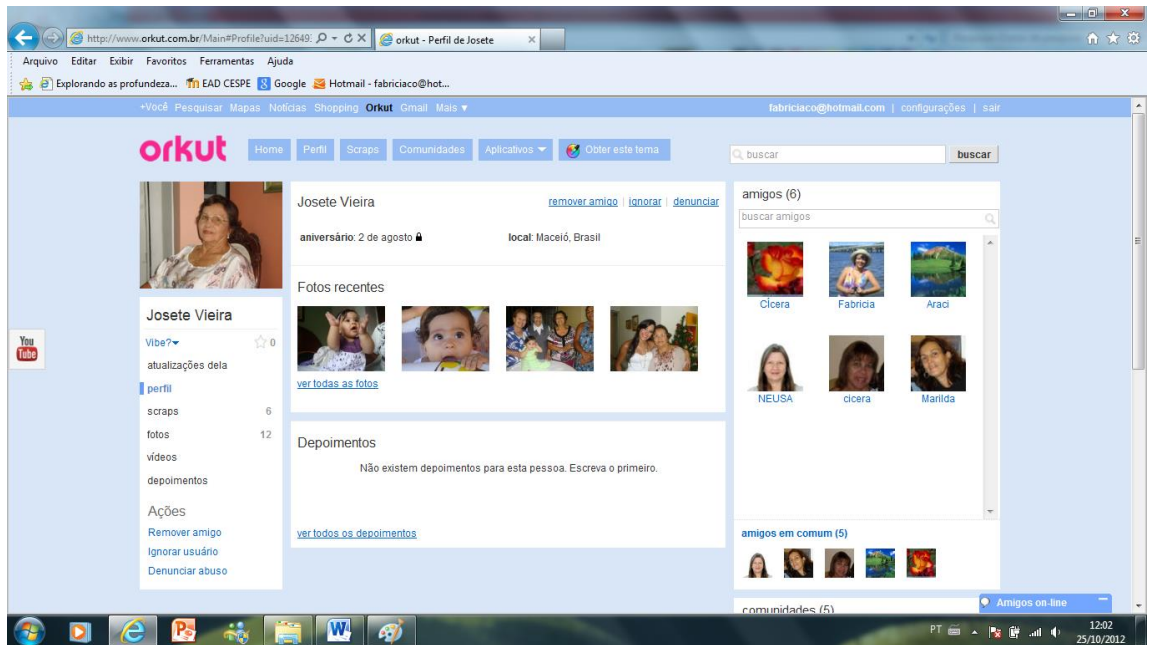 http://www.orkut.com.br/Main#Profile?uid=12649
orkut - Perfil de Josete
Arquivo Editar Exibir Favoritos Ferramentas Ajuda
Explorando as profundeza... EAD CESPE Google Hotmail - fabriciaco@hot...
+Você Pesquisar Mapas Notícias Shopping Orkut Gmail Mais
fabriciaco@hotmail.com | configurações | sair
orkut
Home Perfil Scraps Comunidades Aplicativos Obter este tema
buscar buscar
Josete Vieira
remover amigo | ignorar | denunciar
aniversário: 2 de agosto local: Maceió, Brasil
Fotos recentes
ver todas as fotos
Depoimentos
Não existem depoimentos para esta pessoa. Escreva o primeiro.
ver todos os depoimentos
Josete Vieira
Vibe? 0
atualizações dela
perfil
scraps 6
fotos 12
vídeos
depoimentos
Ações
Remover amigo
Ignorar usuário
Denunciar abuso
You
Tube
amigos (6)
buscar amigos
Cícera Fabricia Araci
NEUSA cicera Marilda
amigos em comum (5)
comunidades (5)
Amigos on-line
PT
12:02
25/10/2012